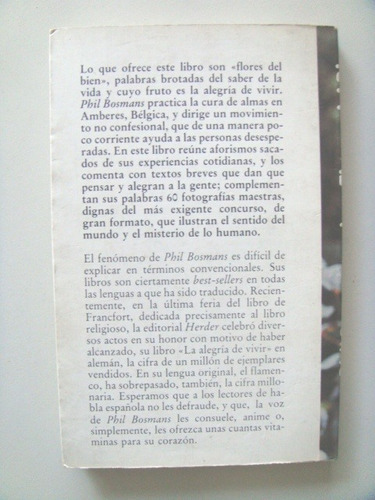 Lo que ofrece este libro son «flores del
bien», palabras brotadas del saber de la
vida y cuyo fruto es la alegría de vivir.
Phil Bosmans practica la cura de almas en
Amberes, Bélgica, y dirige un movimien-
to no confesional, que de una manera po-
co corriente ayuda a las personas desespe-
radas. En este libro reúne aforismos saca-
dos de sus experiencias cotidianas, y los
comenta con textos breves que dan que
pensar y alegran a la gente; complemen-
tan sus palabras 60 fotografías maestras,
dignas del más exigente concurso, de
gran formato, que ilustran el sentido del
mundo y el misterio de lo humano.
El fenómeno de Phil Bosmans es difícil de
explicar en términos convencionales. Sus
libros son ciertamente best-sellers en todas
las lenguas a que ha sido traducido. Recien-
temente, en la última feria del libro de
Francfort, dedicada precisamente al libro
religioso, la editorial Herder celebró diver-
sos actos en su honor con motivo de haber
alcanzado, su libro «La alegría de vivir» en
alemán, la cifra de un millón de ejemplares
vendidos. En su lengua original, el flamen-
co, ha sobrepasado, también, la cifra millo-
naria. Esperamos que a los lectores de ha-
bla española no les defraude, y que, la voz
de Phil Bosmans les consuele, anime o,
simplemente, les ofrezca unas cuantas vita-
minas para su corazón.